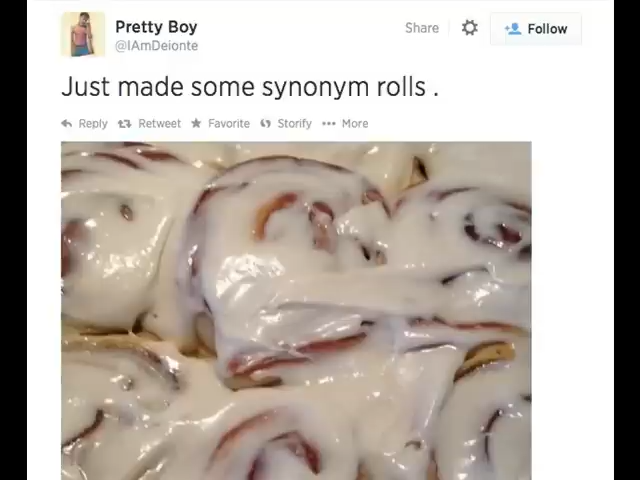 Pretty Boy
@IAmDeionte
Share
Follow
Just made some synonym rolls .
Reply Retweet Favorite Storify More